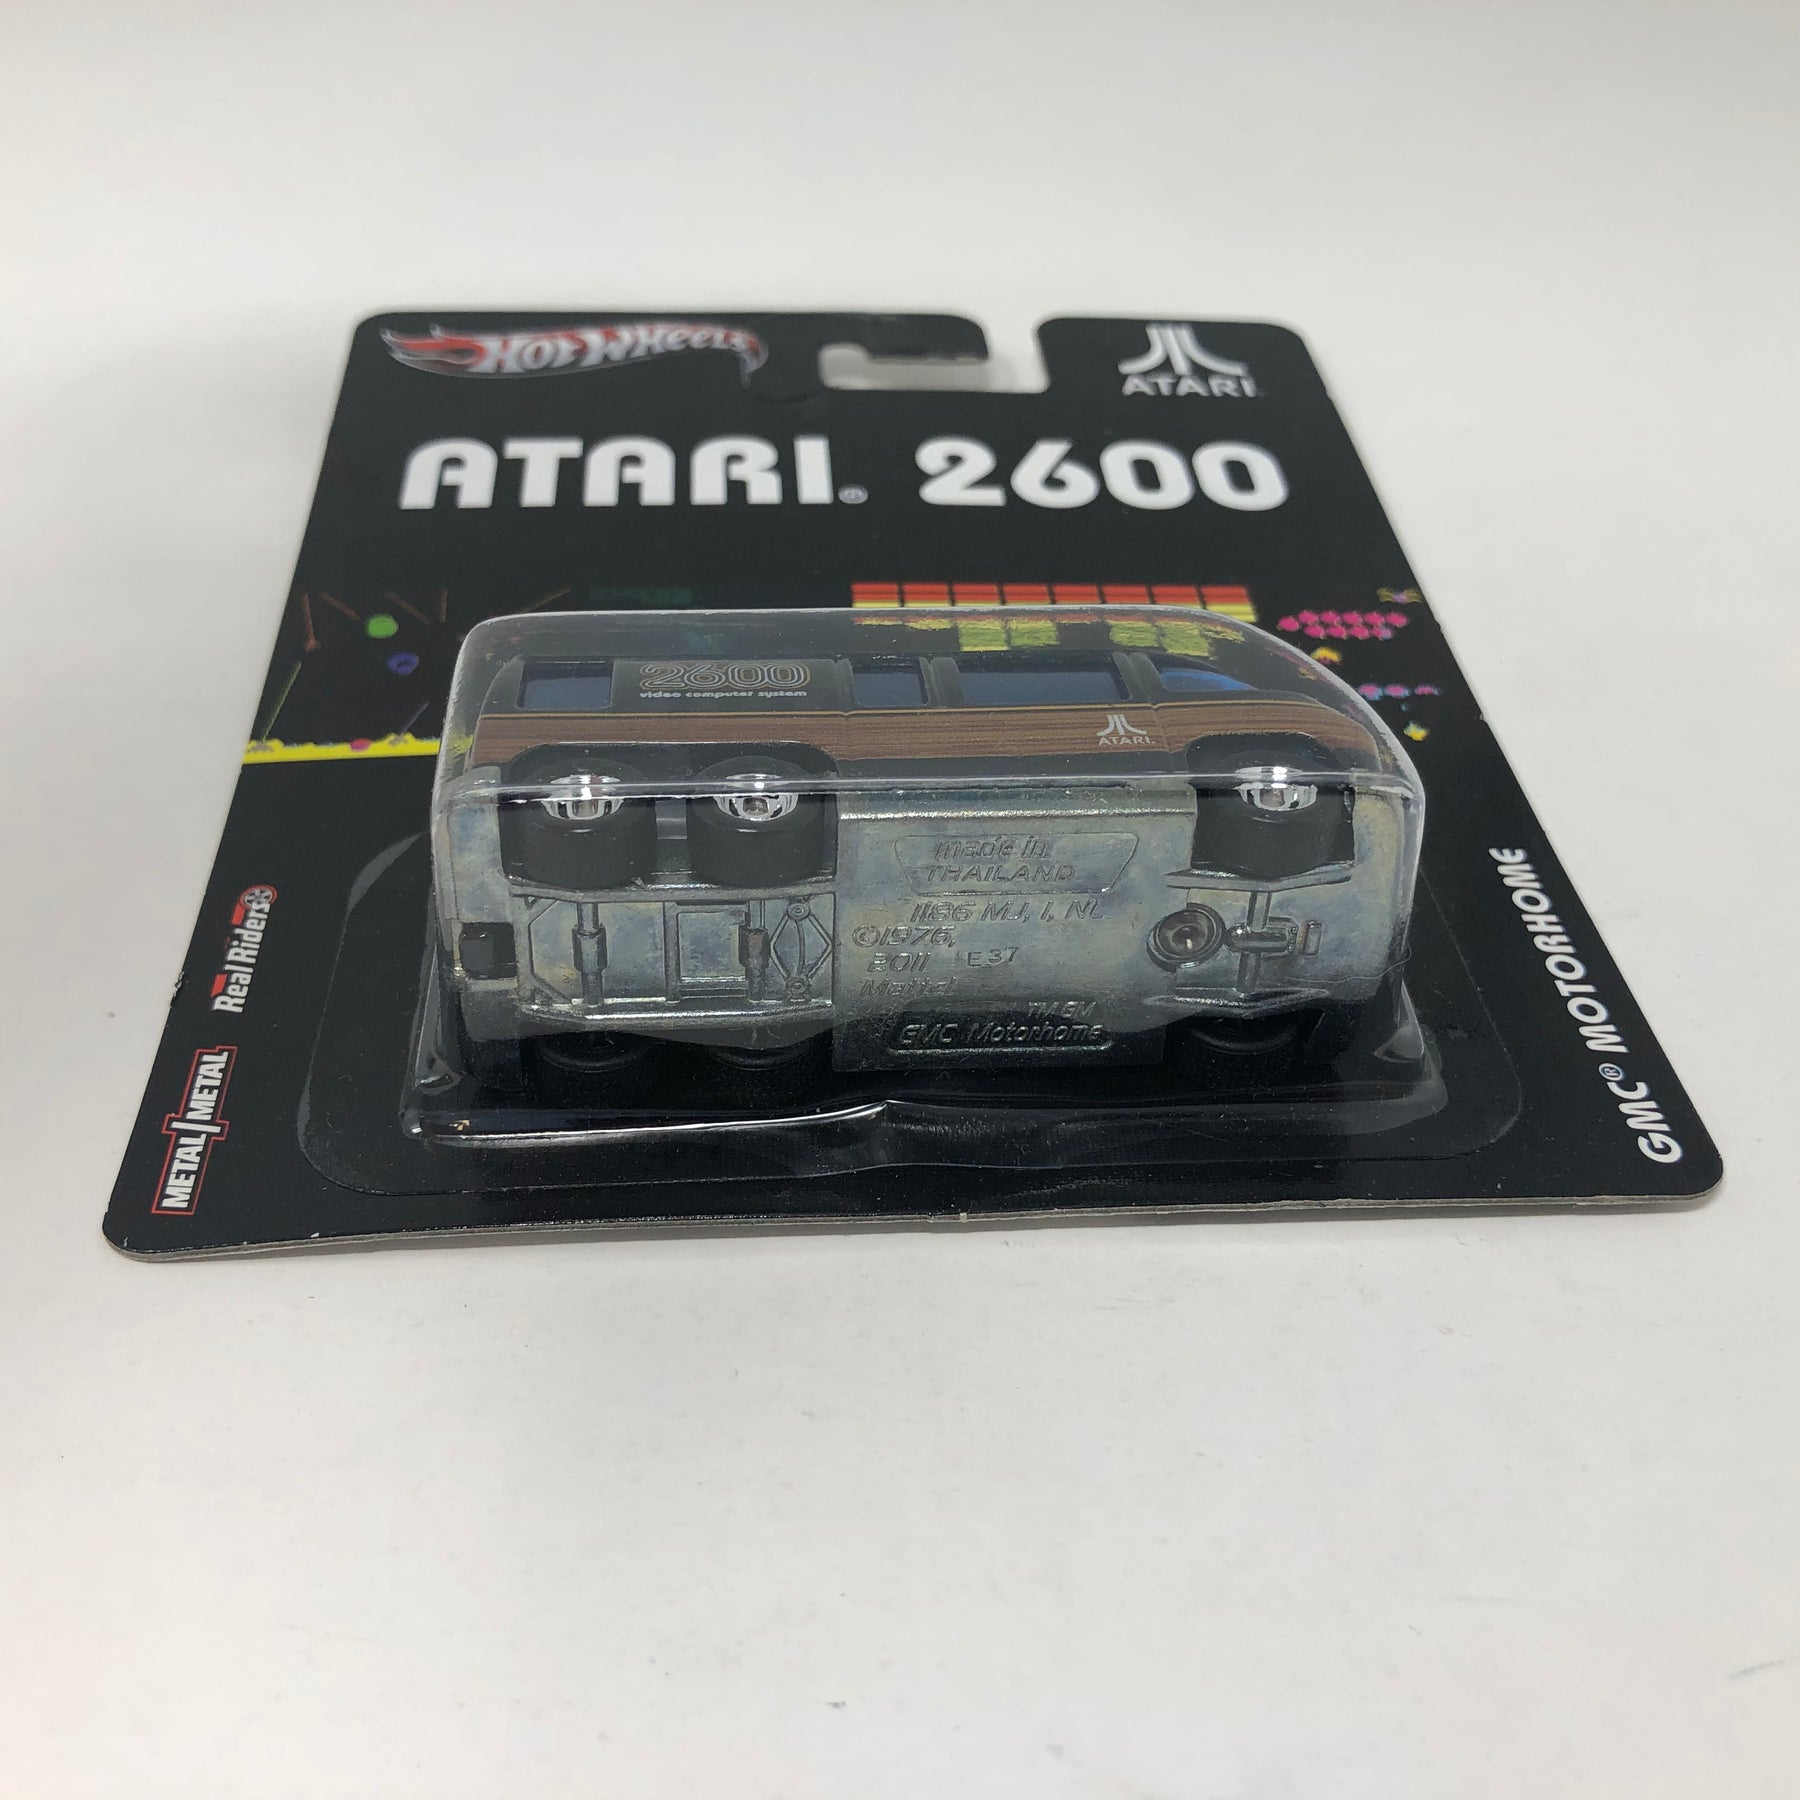 HOT WHEELS
ATARI
ATARI® 2600
2600
video computer system
ATARI
made in
THAILAND
1186 MJ, 1, NL
©1976,
2011 E37
Mattel
TM GM
GMC Motorhome
Real Riders
METAL/METAL
GMC® MOTORHOME